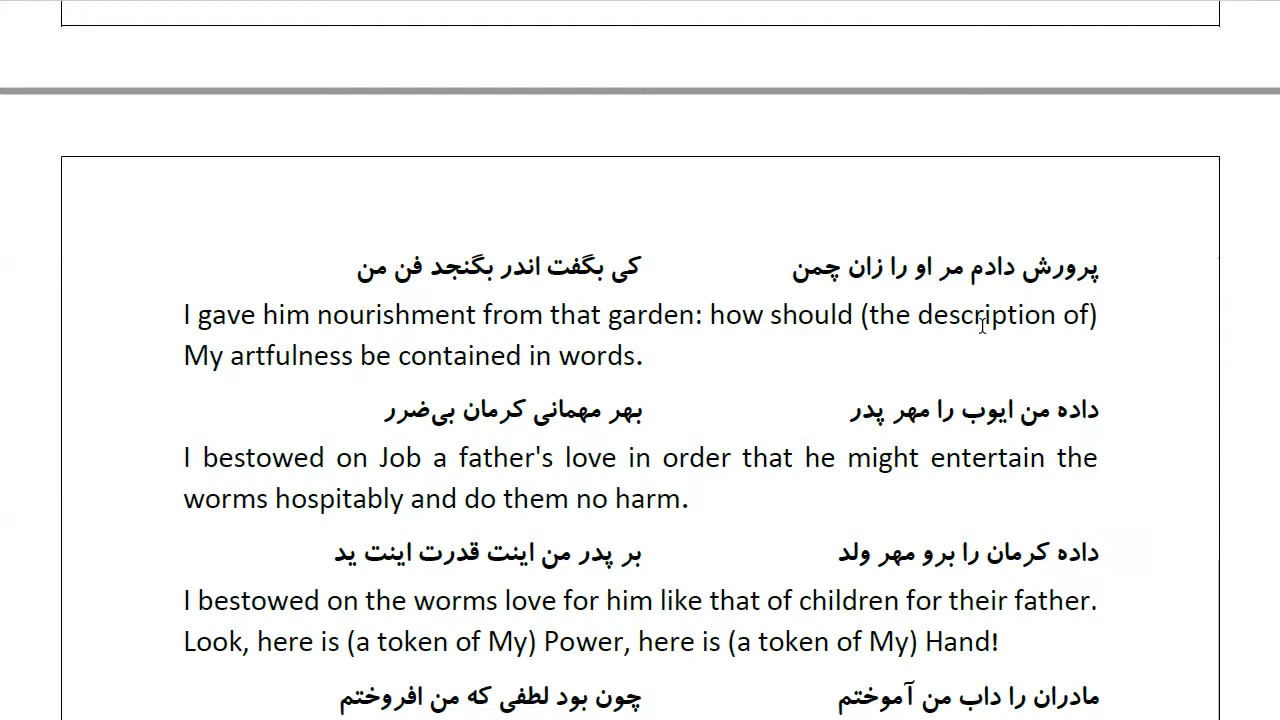 پرورش دادم مر او را زان چمن کی بگفت اندر بگنجد فن من
I gave him nourishment from that garden: how should (the description of)
My artfulness be contained in words.
داده من ایوب را مهر پدر بهر مهمانی کرمان بی‌ضرر
I bestowed on Job a father's love in order that he might entertain the
worms hospitably and do them no harm.
داده کرمان را برو مهر ولد بر پدر من اینت قدرت اینت ید
I bestowed on the worms love for him like that of children for their father.
Look, here is (a token of My) Power, here is (a token of My) Hand!
مادران را داب من آموختم چون بود لطفی که من افروختم